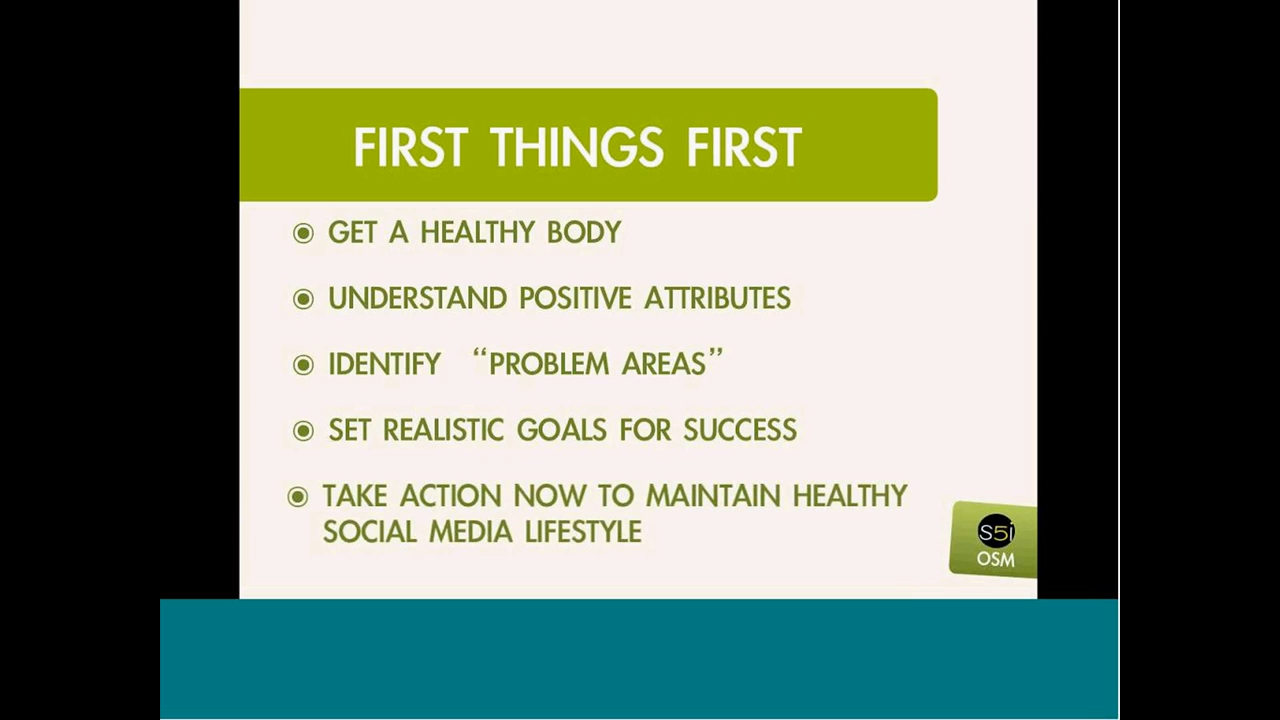 FIRST THINGS FIRST
GET A HEALTHY BODY
UNDERSTAND POSITIVE ATTRIBUTES
IDENTIFY “PROBLEM AREAS”
SET REALISTIC GOALS FOR SUCCESS
TAKE ACTION NOW TO MAINTAIN HEALTHY
SOCIAL MEDIA LIFESTYLE
S5i
OSM